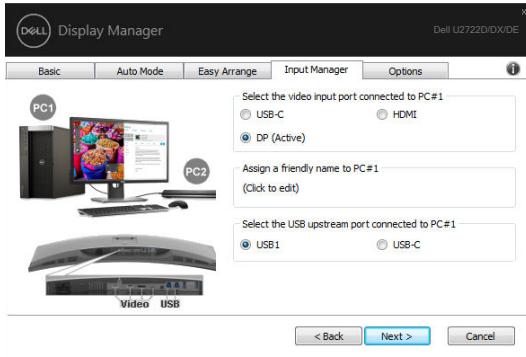 DELL Display Manager
Dell U2722D/DX/DE
x
Basic
Auto Mode
Easy Arrange
Input Manager
Options
i
PC1
PC2
Video USB
Select the video input port connected to PC#1
USB-C
HDMI
DP (Active)
Assign a friendly name to PC#1
(Click to edit)
Select the USB upstream port connected to PC#1
USB1
USB-C
< Back
Next >
Cancel